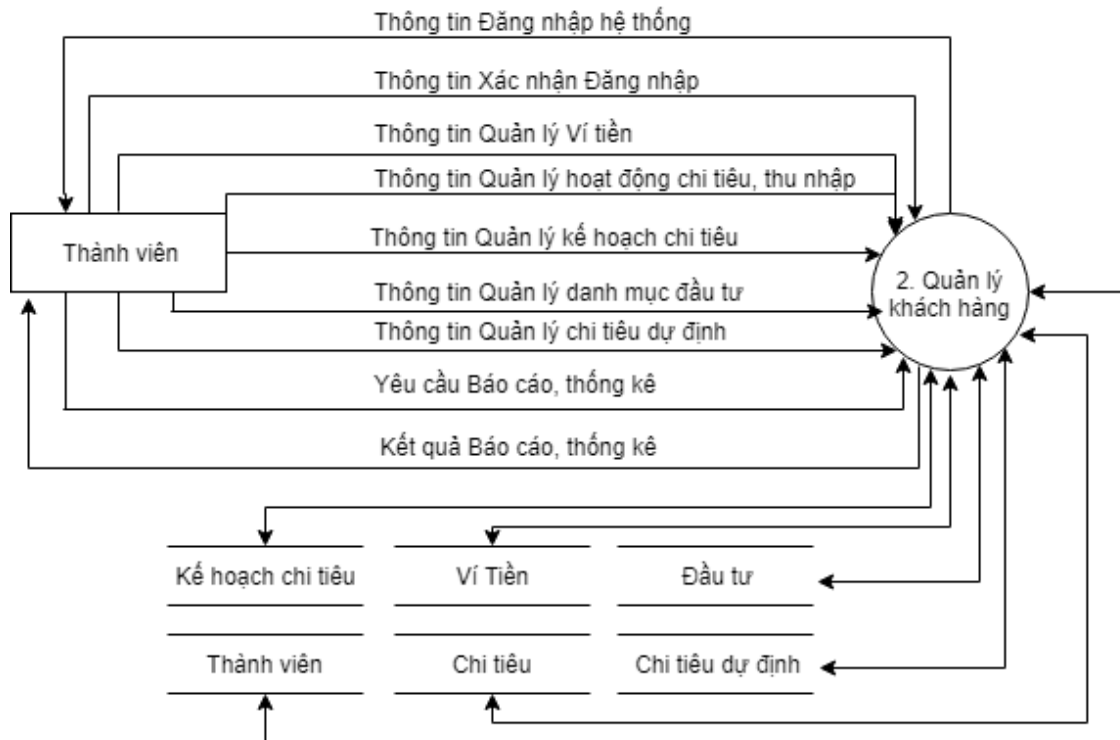 Thông tin Đăng nhập hệ thống
Thông tin Xác nhận Đăng nhập
Thông tin Quản lý Ví tiền
Thông tin Quản lý hoạt động chi tiêu, thu nhập
Thành viên
Thông tin Quản lý kế hoạch chi tiêu
2. Quản lý
khách hàng
Thông tin Quản lý danh mục đầu tư
Thông tin Quản lý chi tiêu dự định
Yêu cầu Báo cáo, thống kê
Kết quả Báo cáo, thống kê
Kế hoạch chi tiêu
Ví Tiền
Đầu tư
Thành viên
Chi tiêu
Chi tiêu dự định